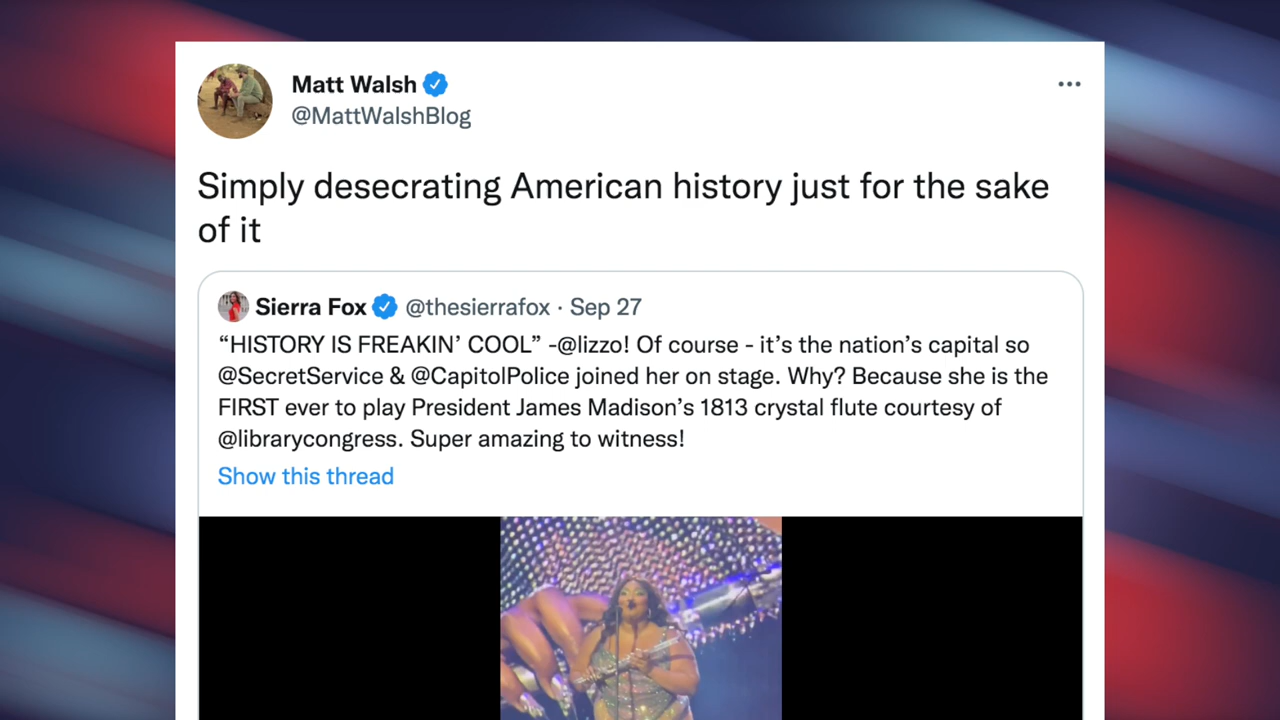 Matt Walsh
@MattWalshBlog
Simply desecrating American history just for the sake
of it
Sierra Fox @thesierrafox · Sep 27
“HISTORY IS FREAKIN’ COOL” -@lizzo! Of course - it’s the nation’s capital so
@SecretService & @CapitolPolice joined her on stage. Why? Because she is the
FIRST ever to play President James Madison’s 1813 crystal flute courtesy of
@librarycongress. Super amazing to witness!
Show this thread